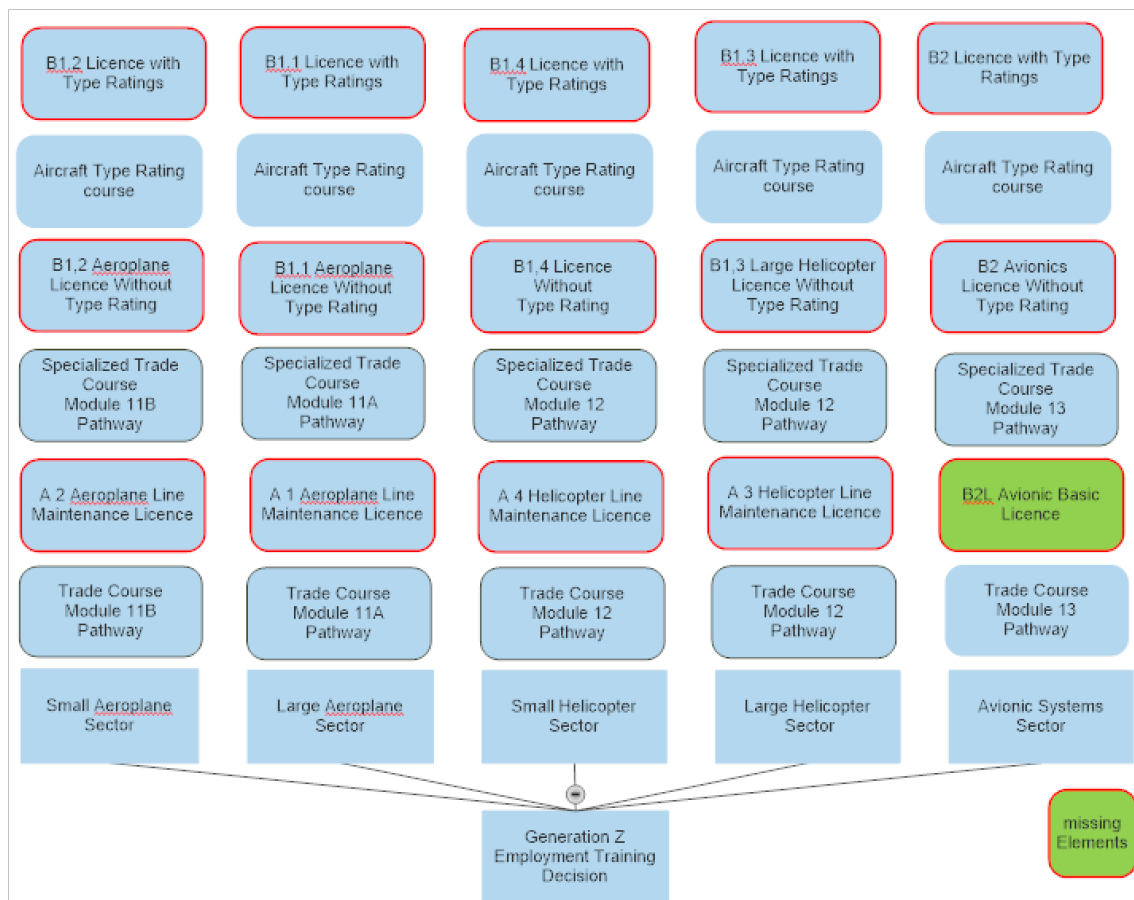 B1,2 Licence with
Type Ratings
B1.1 Licence with
Type Ratings
B1.4 Licence with
Type Ratings
B1.3 Licence with
Type Ratings
B2 Licence with Type
Ratings
Aircraft Type Rating
course
Aircraft Type Rating
course
Aircraft Type Rating
course
Aircraft Type Rating
course
Aircraft Type Rating
course
B1,2 Aeroplane
Licence Without
Type Rating
B1.1 Aeroplane
Licence Without
Type Rating
B1,4 Licence
Without
Type Rating
B1,3 Large Helicopter
Licence Without
Type Rating
B2 Avionics
Licence Without
Type Rating
Specialized Trade
Course
Module 11B
Pathway
Specialized Trade
Course
Module 11A
Pathway
Specialized Trade
Course
Module 12
Pathway
Specialized Trade
Course
Module 12
Pathway
Specialized Trade
Course
Module 13
Pathway
A 2 Aeroplane Line
Maintenance Licence
A 1 Aeroplane Line
Maintenance Licence
A 4 Helicopter Line
Maintenance Licence
A 3 Helicopter Line
Maintenance Licence
B2L Avionic Basic
Licence
Trade Course
Module 11B
Pathway
Trade Course
Module 11A
Pathway
Trade Course
Module 12
Pathway
Trade Course
Module 12
Pathway
Trade Course
Module 13
Pathway
Small Aeroplane
Sector
Large Aeroplane
Sector
Small Helicopter
Sector
Large Helicopter
Sector
Avionic Systems
Sector
Generation Z
Employment Training
Decision
missing
Elements